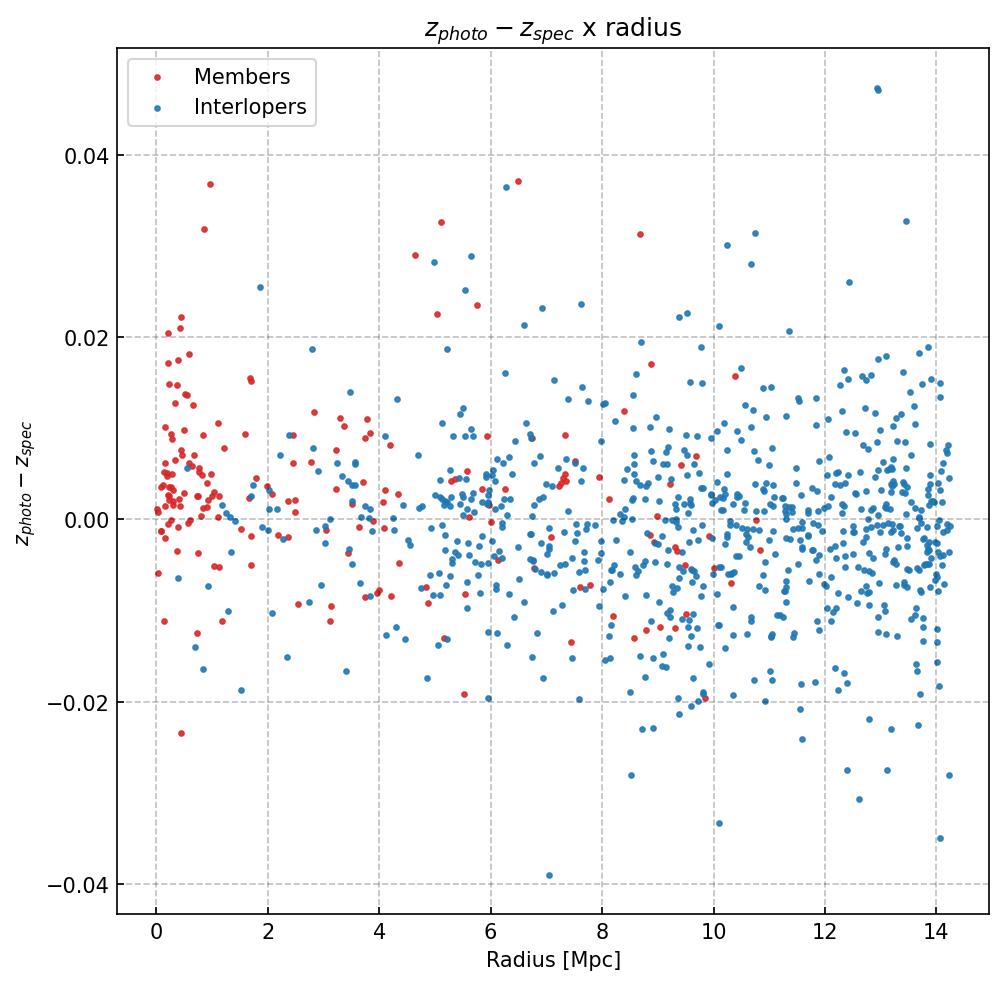 z_photo − z_spec x radius
Members
Interlopers
0.04
0.02
0.00
−0.02
−0.04
z_photo − z_spec
0 2 4 6 8 10 12 14
Radius [Mpc]